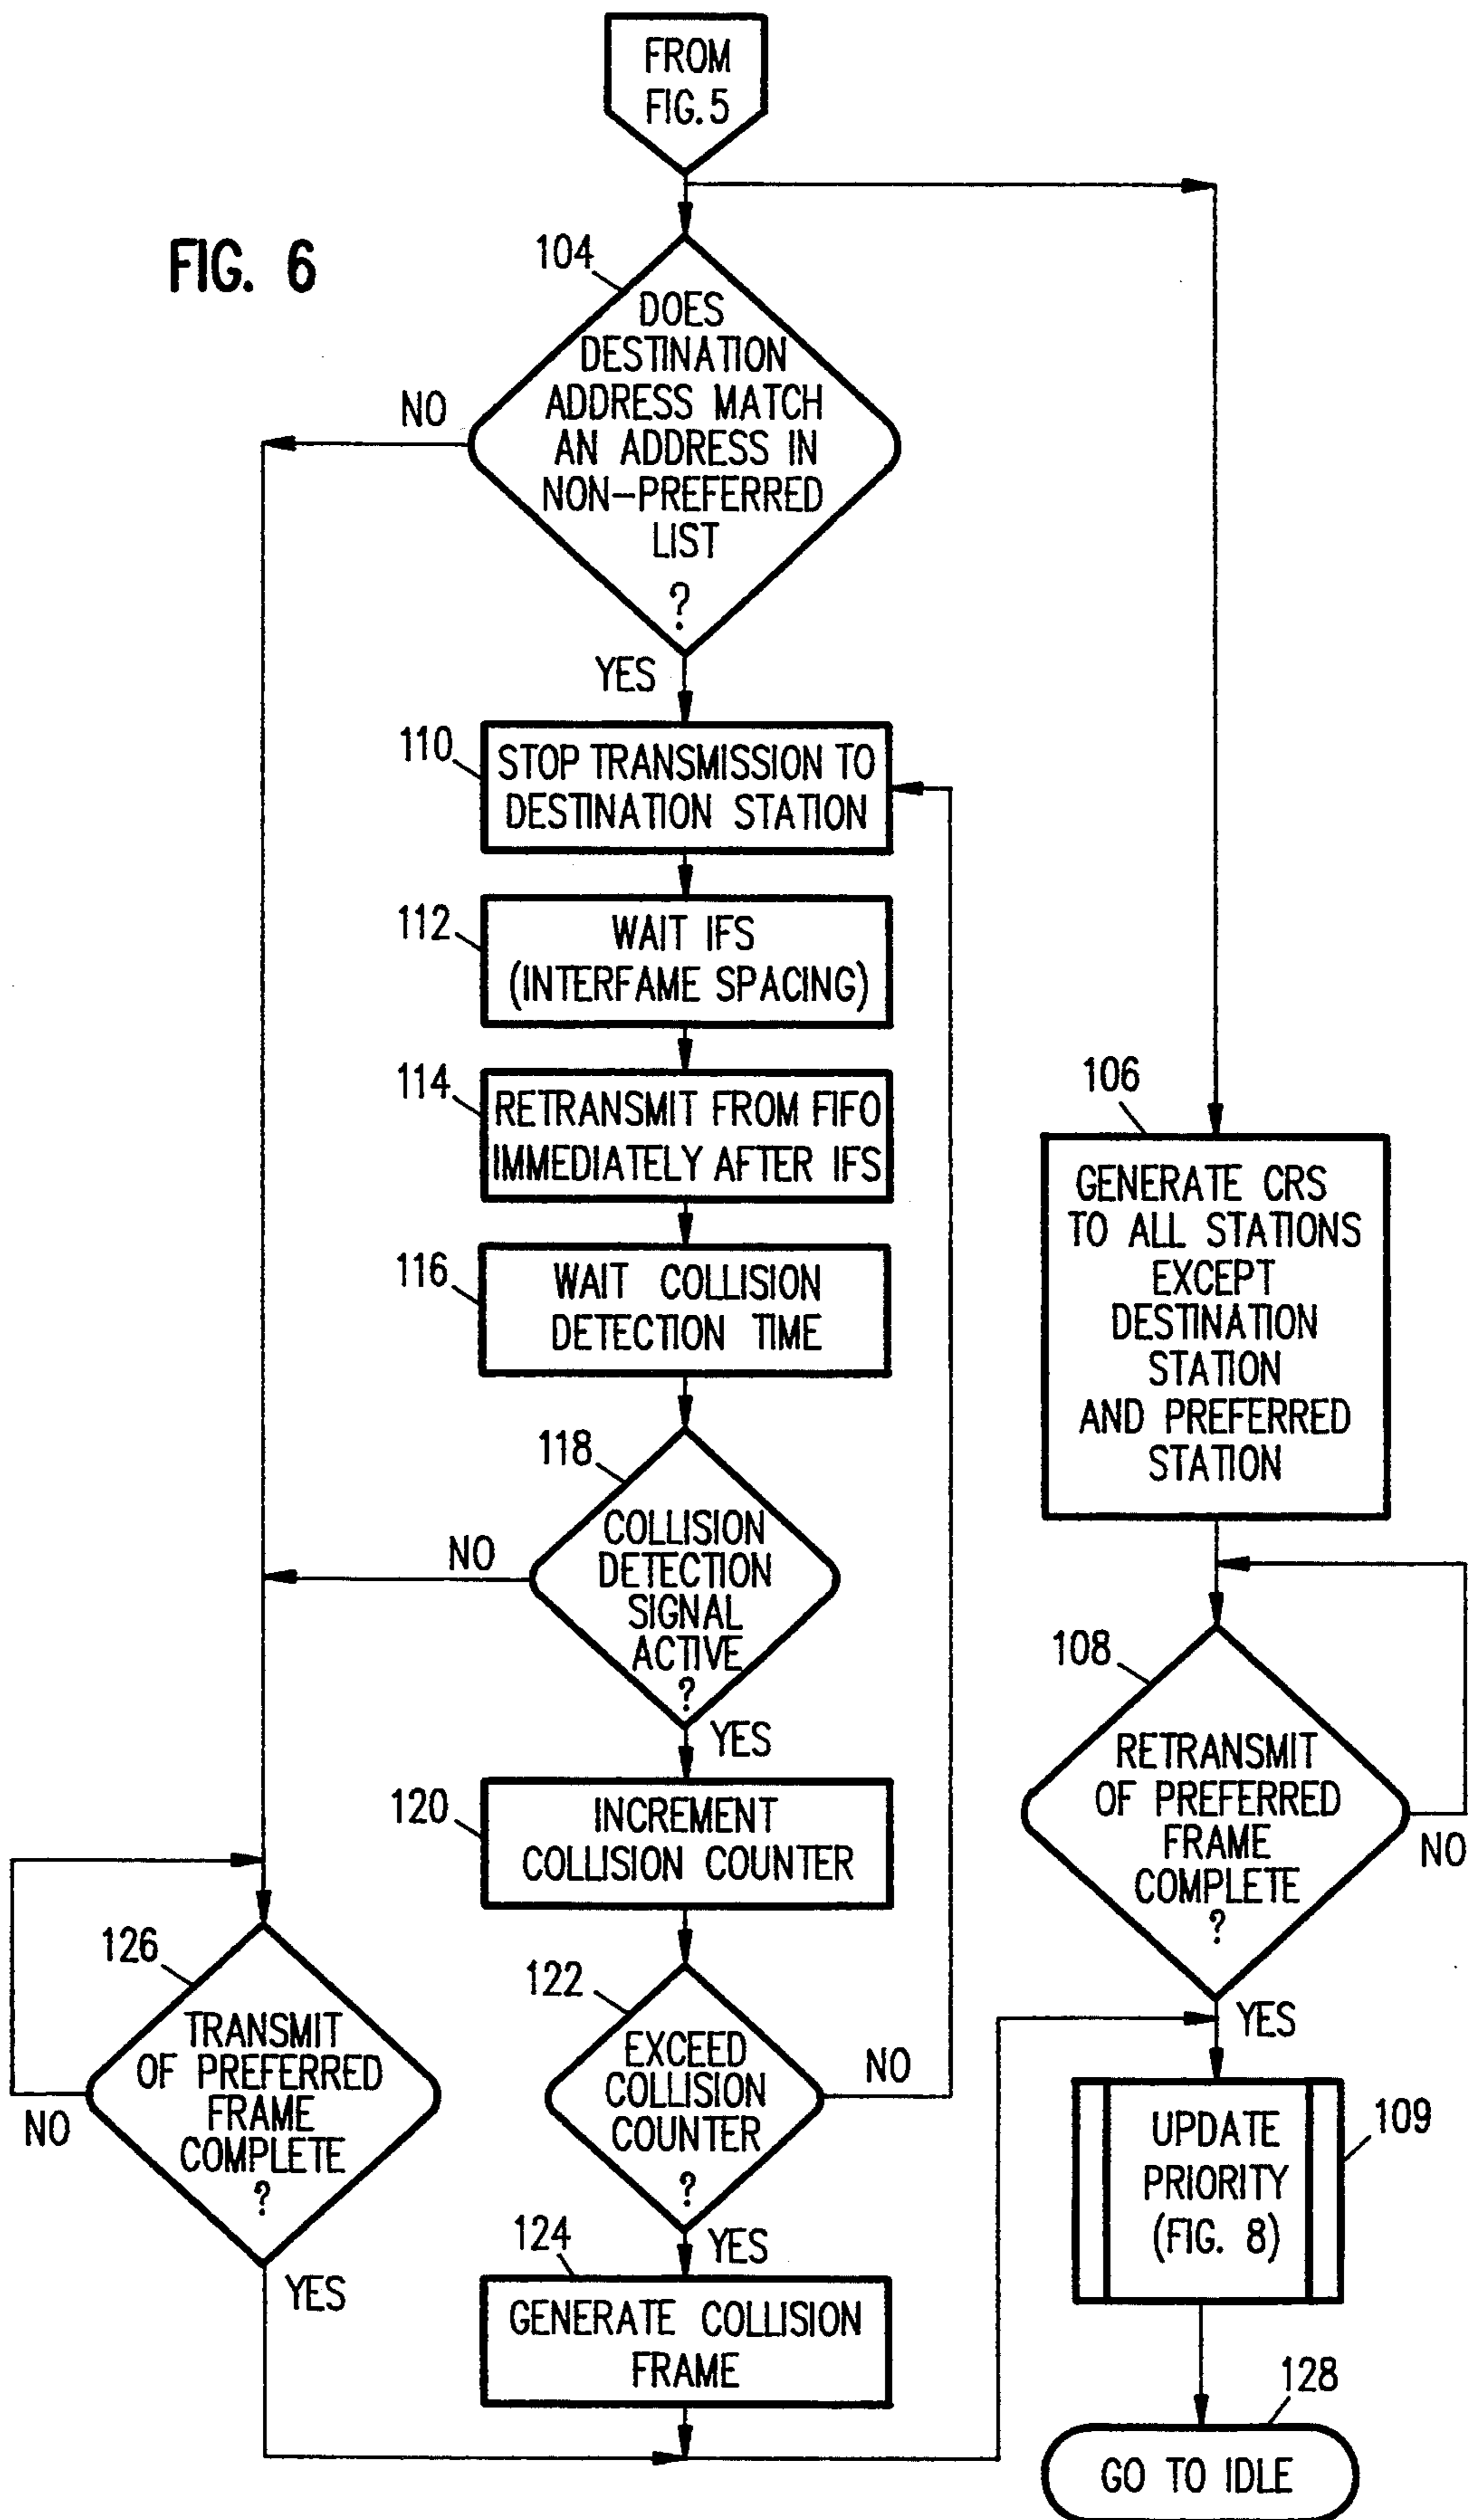 FROM
FIG. 5
FIG. 6
104
DOES
DESTINATION
ADDRESS MATCH
AN ADDRESS IN
NON-PREFERRED
LIST
?
NO
YES
110
STOP TRANSMISSION TO
DESTINATION STATION
112
WAIT IFS
(INTERFAME SPACING)
114
RETRANSMIT FROM FIFO
IMMEDIATELY AFTER IFS
116
WAIT COLLISION
DETECTION TIME
118
COLLISION
DETECTION
SIGNAL
ACTIVE
?
NO
YES
120
INCREMENT
COLLISION COUNTER
122
EXCEED
COLLISION
COUNTER
?
NO
YES
124
GENERATE COLLISION
FRAME
126
TRANSMIT
OF PREFERRED
FRAME
COMPLETE
?
NO
YES
106
GENERATE CRS
TO ALL STATIONS
EXCEPT
DESTINATION
STATION
AND PREFERRED
STATION
108
RETRANSMIT
OF PREFERRED
FRAME
COMPLETE
?
NO
YES
109
UPDATE
PRIORITY
(FIG. 8)
128
GO TO IDLE